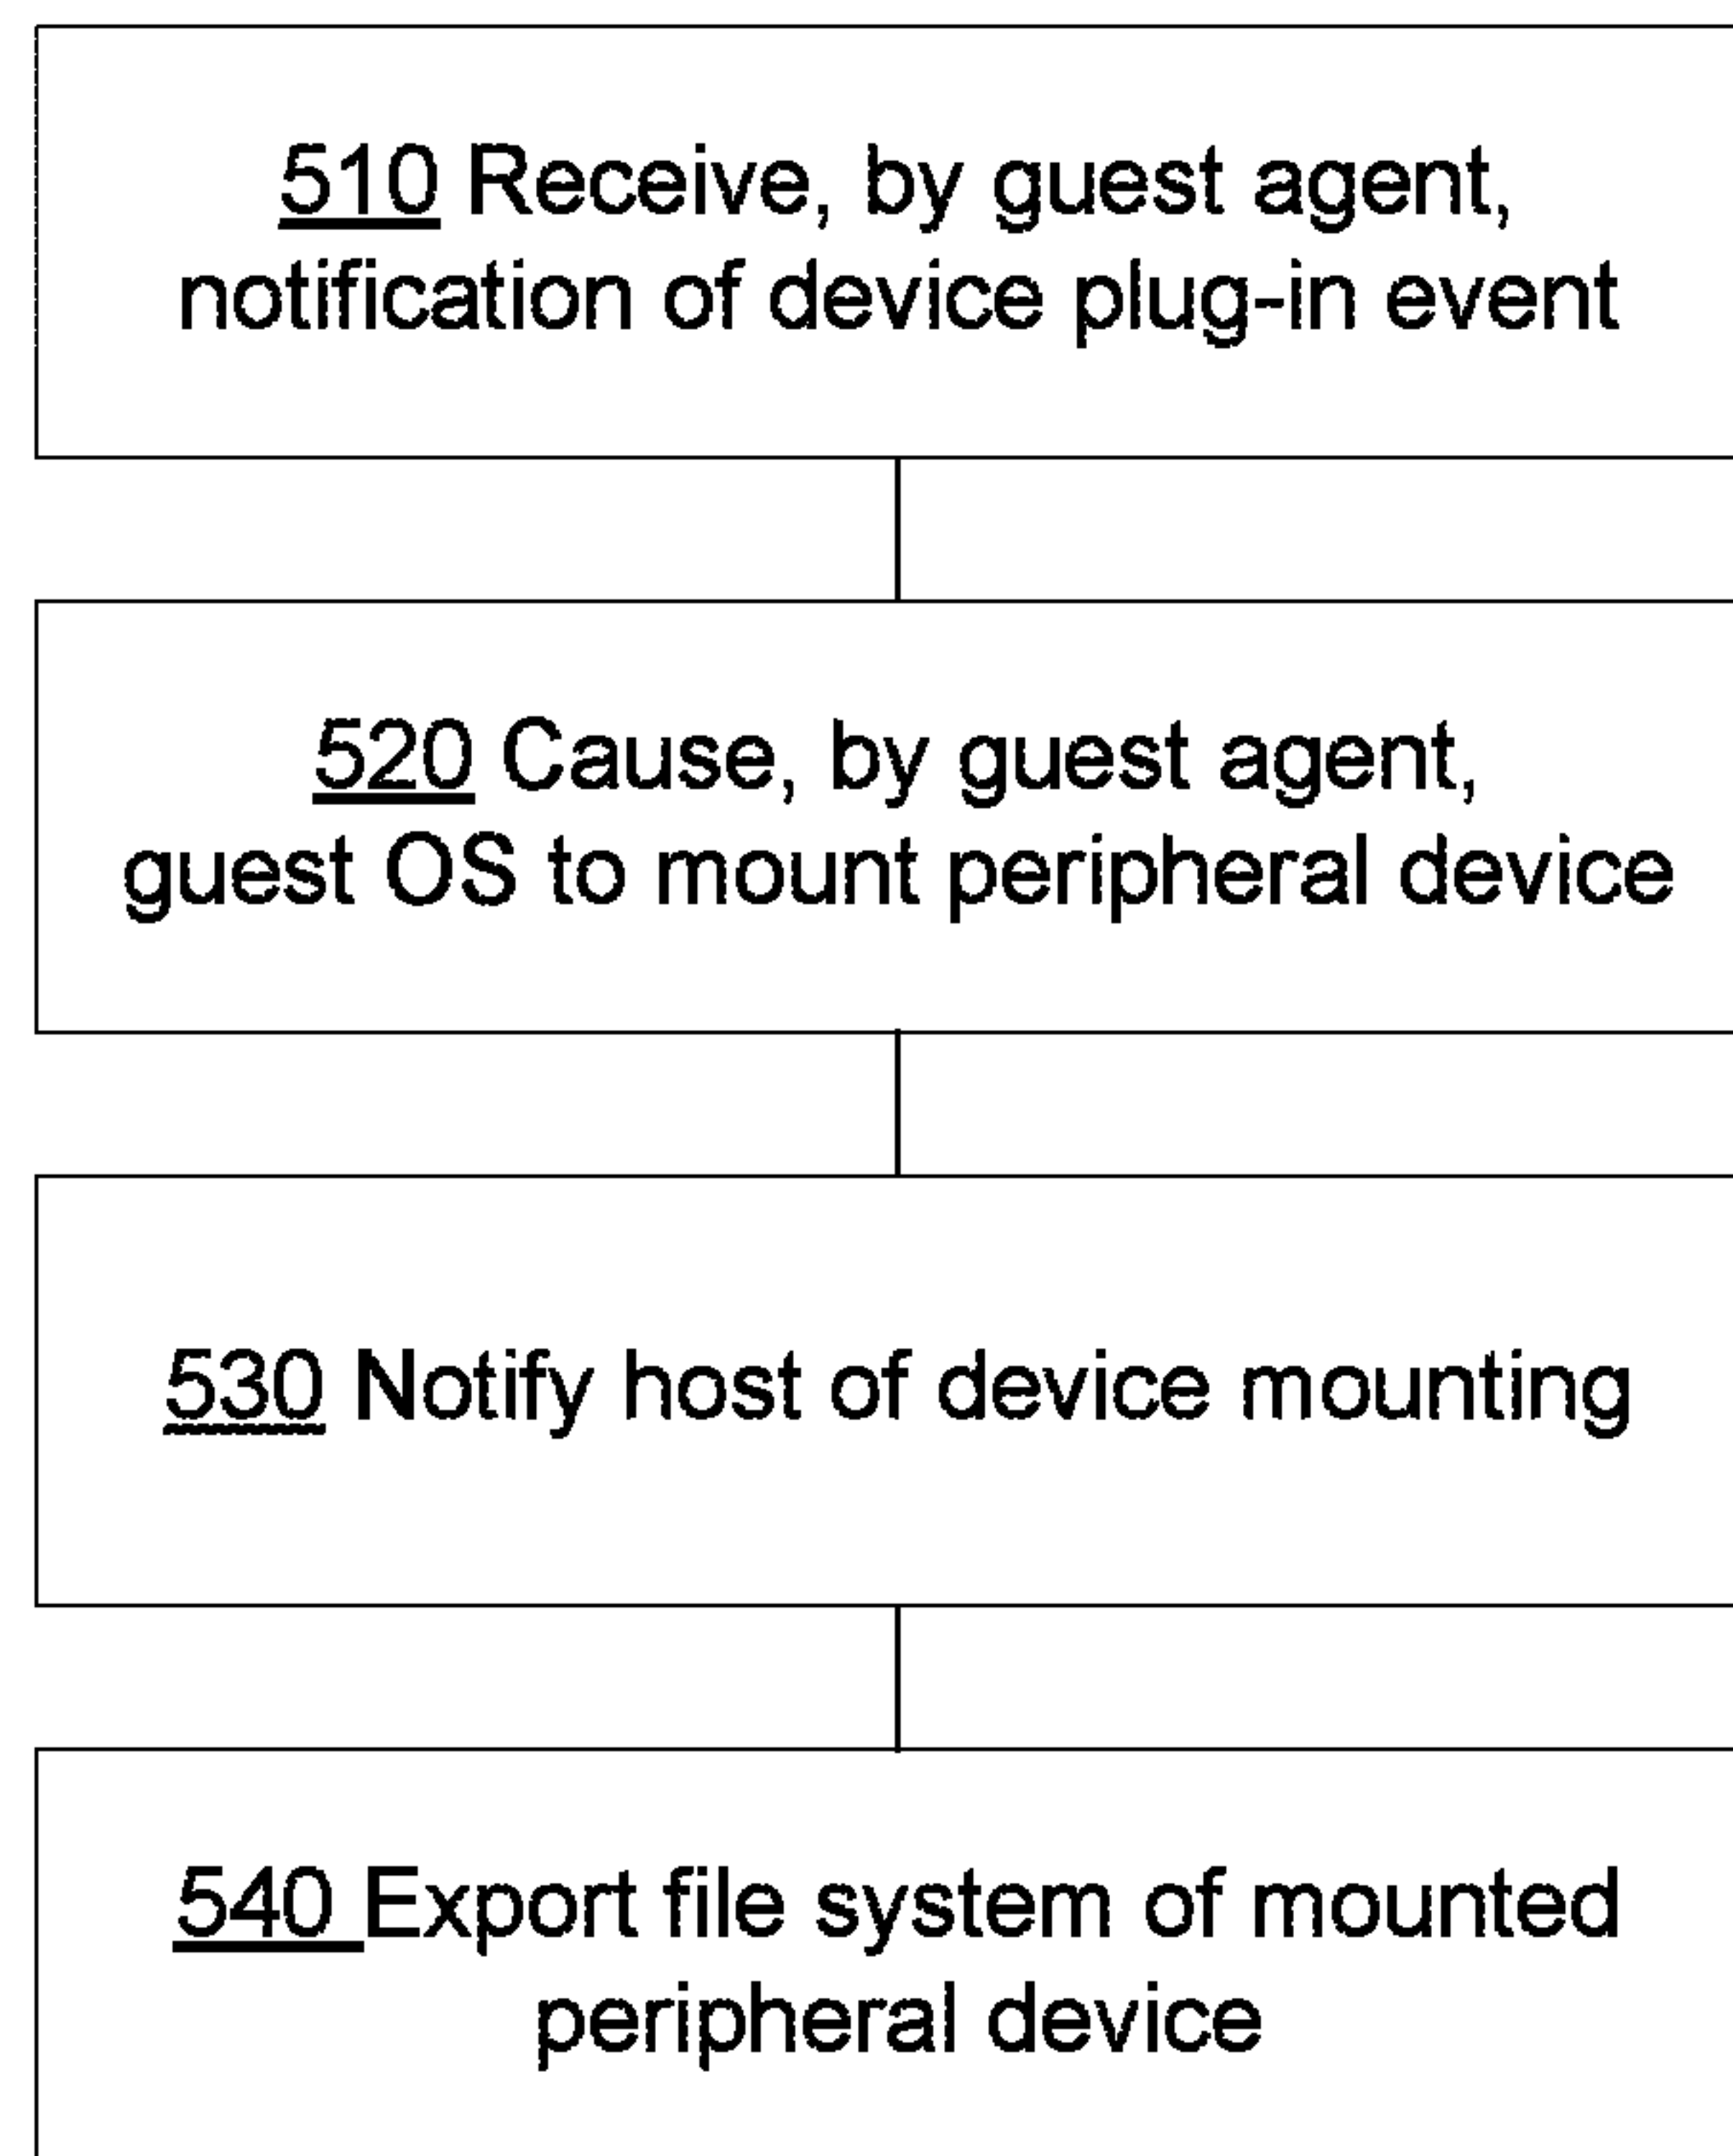 510 Receive, by guest agent,
notification of device plug-in event
520 Cause, by guest agent,
guest OS to mount peripheral device
530 Notify host of device mounting
540 Export file system of mounted
peripheral device